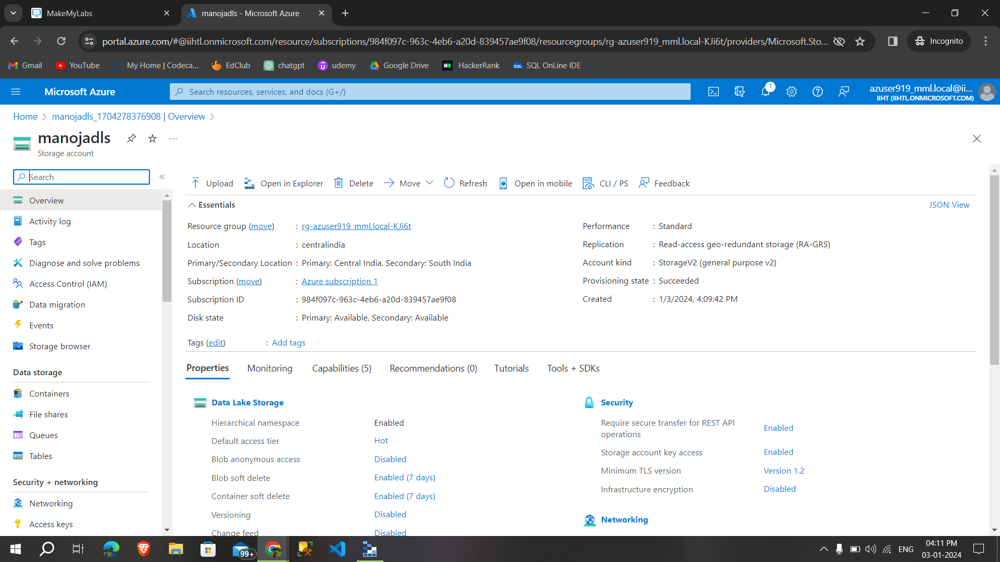 MakeMyLabs
manojadls - Microsoft Azure
portal.azure.com/#@iihtl.onmicrosoft.com/resource/subscriptions/984f097c-963c-4eb6-a20d-839457ae9f08/resourcegroups/rg-azuser919_mml.local-KJi6t/providers/Microsoft.Sto...
Incognito
Gmail YouTube My Home | Codeca... EdClub chatgpt udemy Google Drive HackerRank SQL OnLine IDE
Microsoft Azure
Search resources, services, and docs (G+/)
1
azuser919_mml.local@ii...
IIHT (IIHTL.ONMICROSOFT.COM)
Home > manojadls_1704278376908 | Overview >
manojadls
Storage account
Search
Overview
Activity log
Tags
Diagnose and solve problems
Access Control (IAM)
Data migration
Events
Storage browser
Data storage
Containers
File shares
Queues
Tables
Security + networking
Networking
Access keys
Upload Open in Explorer Delete Move Refresh Open in mobile CLI / PS Feedback
Essentials
JSON View
Resource group (move) : rg-azuser919_mml.local-KJi6t
Location : centralindia
Primary/Secondary Location : Primary: Central India, Secondary: South India
Subscription (move) : Azure subscription 1
Subscription ID : 984f097c-963c-4eb6-a20d-839457ae9f08
Disk state : Primary: Available, Secondary: Available
Performance : Standard
Replication : Read-access geo-redundant storage (RA-GRS)
Account kind : StorageV2 (general purpose v2)
Provisioning state : Succeeded
Created : 1/3/2024, 4:09:42 PM
Tags (edit) : Add tags
Properties Monitoring Capabilities (5) Recommendations (0) Tutorials Tools + SDKs
Data Lake Storage
Hierarchical namespace Enabled
Default access tier Hot
Blob anonymous access Disabled
Blob soft delete Enabled (7 days)
Container soft delete Enabled (7 days)
Versioning Disabled
Change feed Disabled
Security
Require secure transfer for REST API
operations Enabled
Storage account key access Enabled
Minimum TLS version Version 1.2
Infrastructure encryption Disabled
Networking
99+
ENG
04:11 PM
03-01-2024